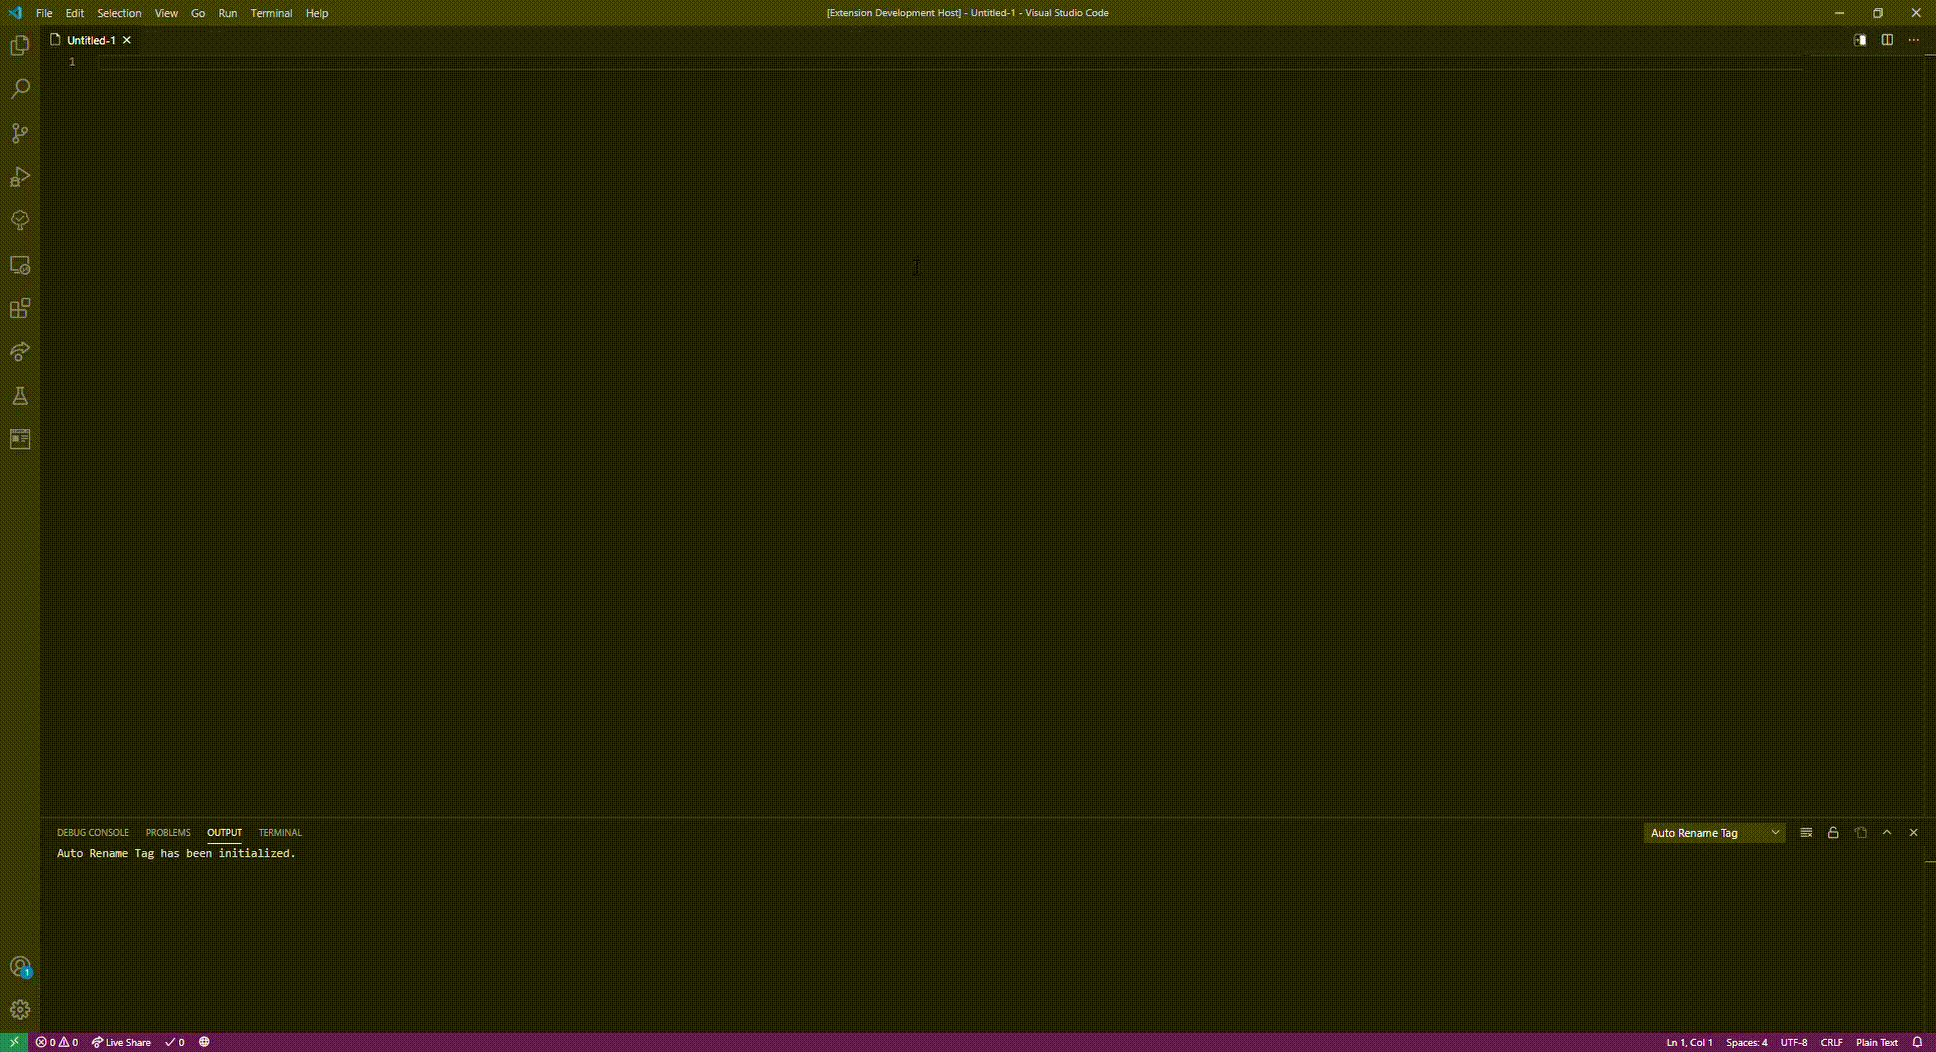 File Edit Selection View Go Run Terminal Help
[Extension Development Host] - Untitled-1 - Visual Studio Code
Untitled-1
1
DEBUG CONSOLE PROBLEMS OUTPUT TERMINAL
Auto Rename Tag
Auto Rename Tag has been initialized.
1
0 0 Live Share 0
Ln 1, Col 1 Spaces: 4 UTF-8 CRLF Plain Text